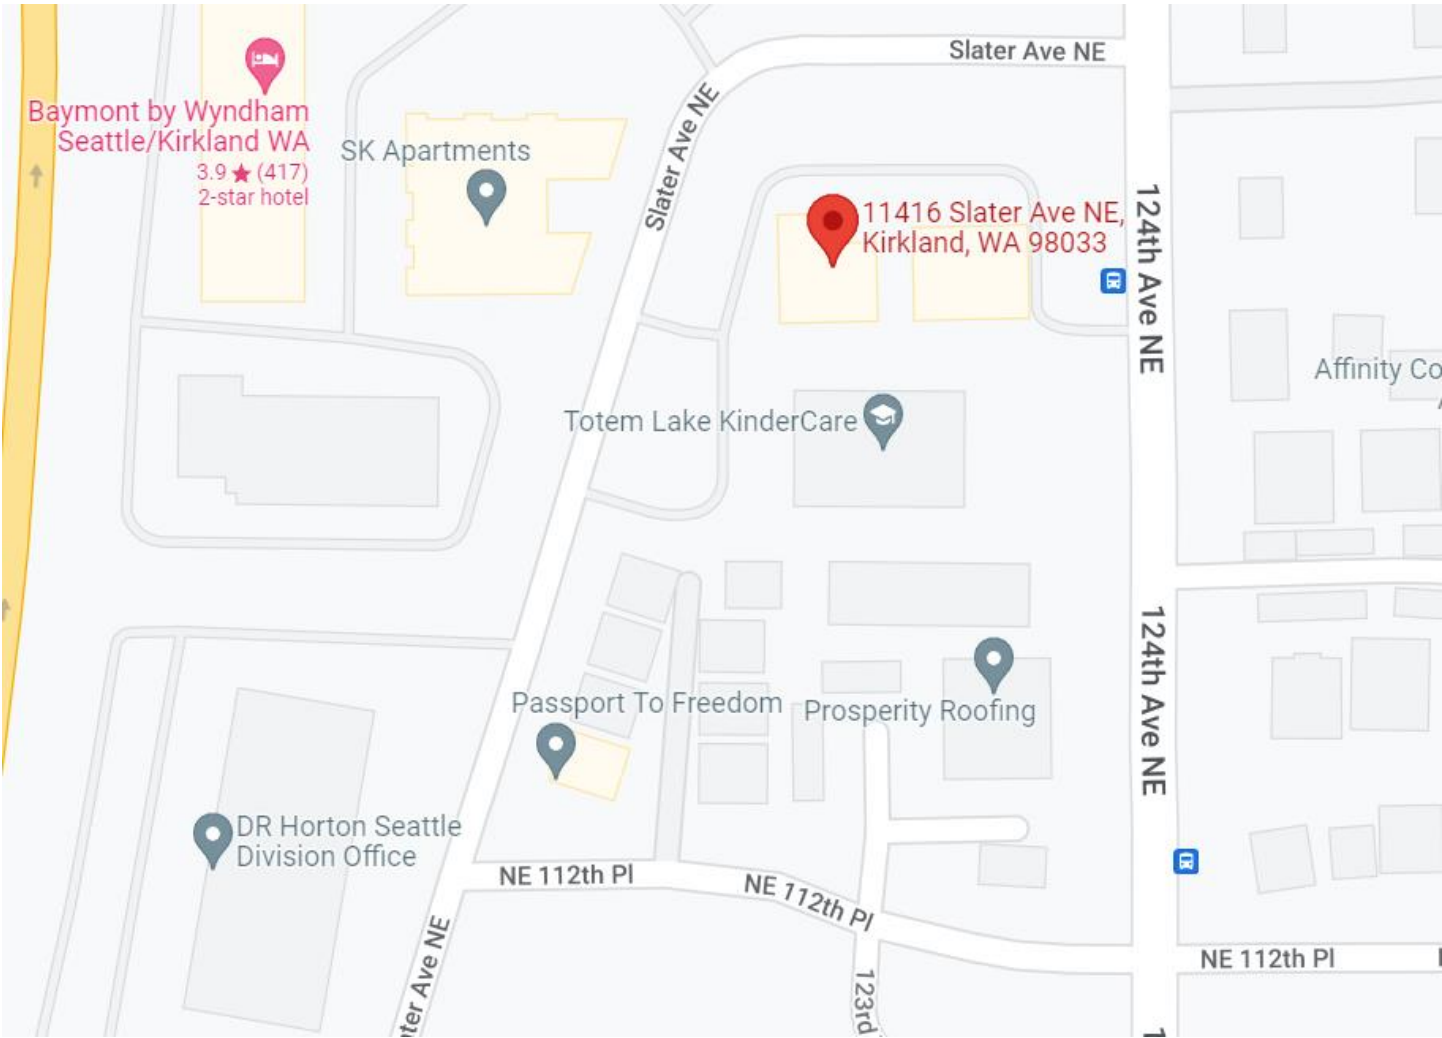 Slater Ave NE
Baymont by Wyndham
Seattle/Kirkland WA
3.9 ★ (417)
2-star hotel
SK Apartments
Slater Ave NE
11416 Slater Ave NE,
Kirkland, WA 98033
124th Ave NE
Affinity Co
Totem Lake KinderCare
124th Ave NE
Passport To Freedom
Prosperity Roofing
DR Horton Seattle
Division Office
NE 112th Pl
NE 112th Pl
ter Ave NE
NE 112th Pl
123rd